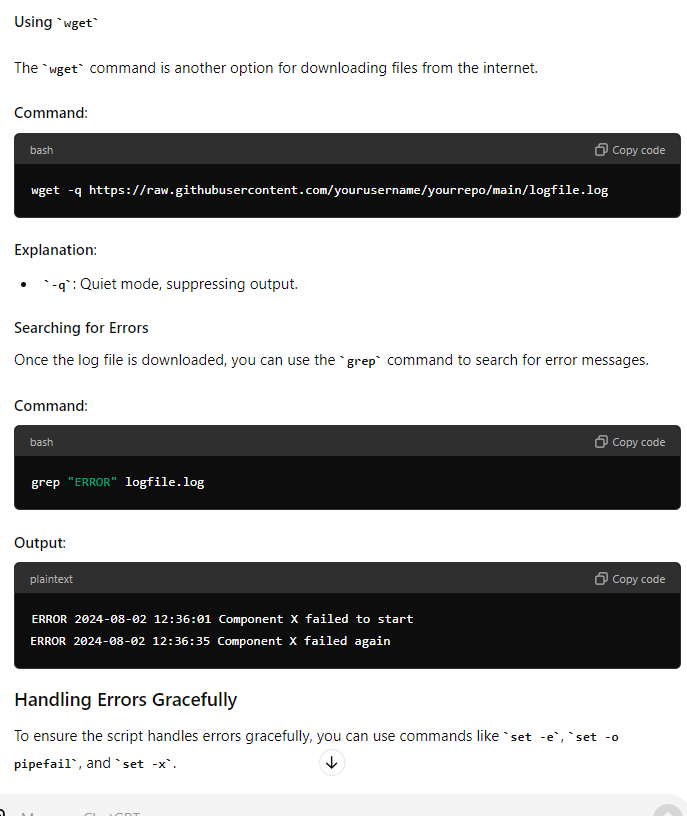 Using `wget`
The `wget` command is another option for downloading files from the internet.
Command:
bash
Copy code
wget -q https://raw.githubusercontent.com/yourusername/yourrepo/main/logfile.log
Explanation:
• `-q`: Quiet mode, suppressing output.
Searching for Errors
Once the log file is downloaded, you can use the `grep` command to search for error messages.
Command:
bash
Copy code
grep "ERROR" logfile.log
Output:
plaintext
Copy code
ERROR 2024-08-02 12:36:01 Component X failed to start
ERROR 2024-08-02 12:36:35 Component X failed again
Handling Errors Gracefully
To ensure the script handles errors gracefully, you can use commands like `set -e`, `set -o
pipefail`, and `set -x`.